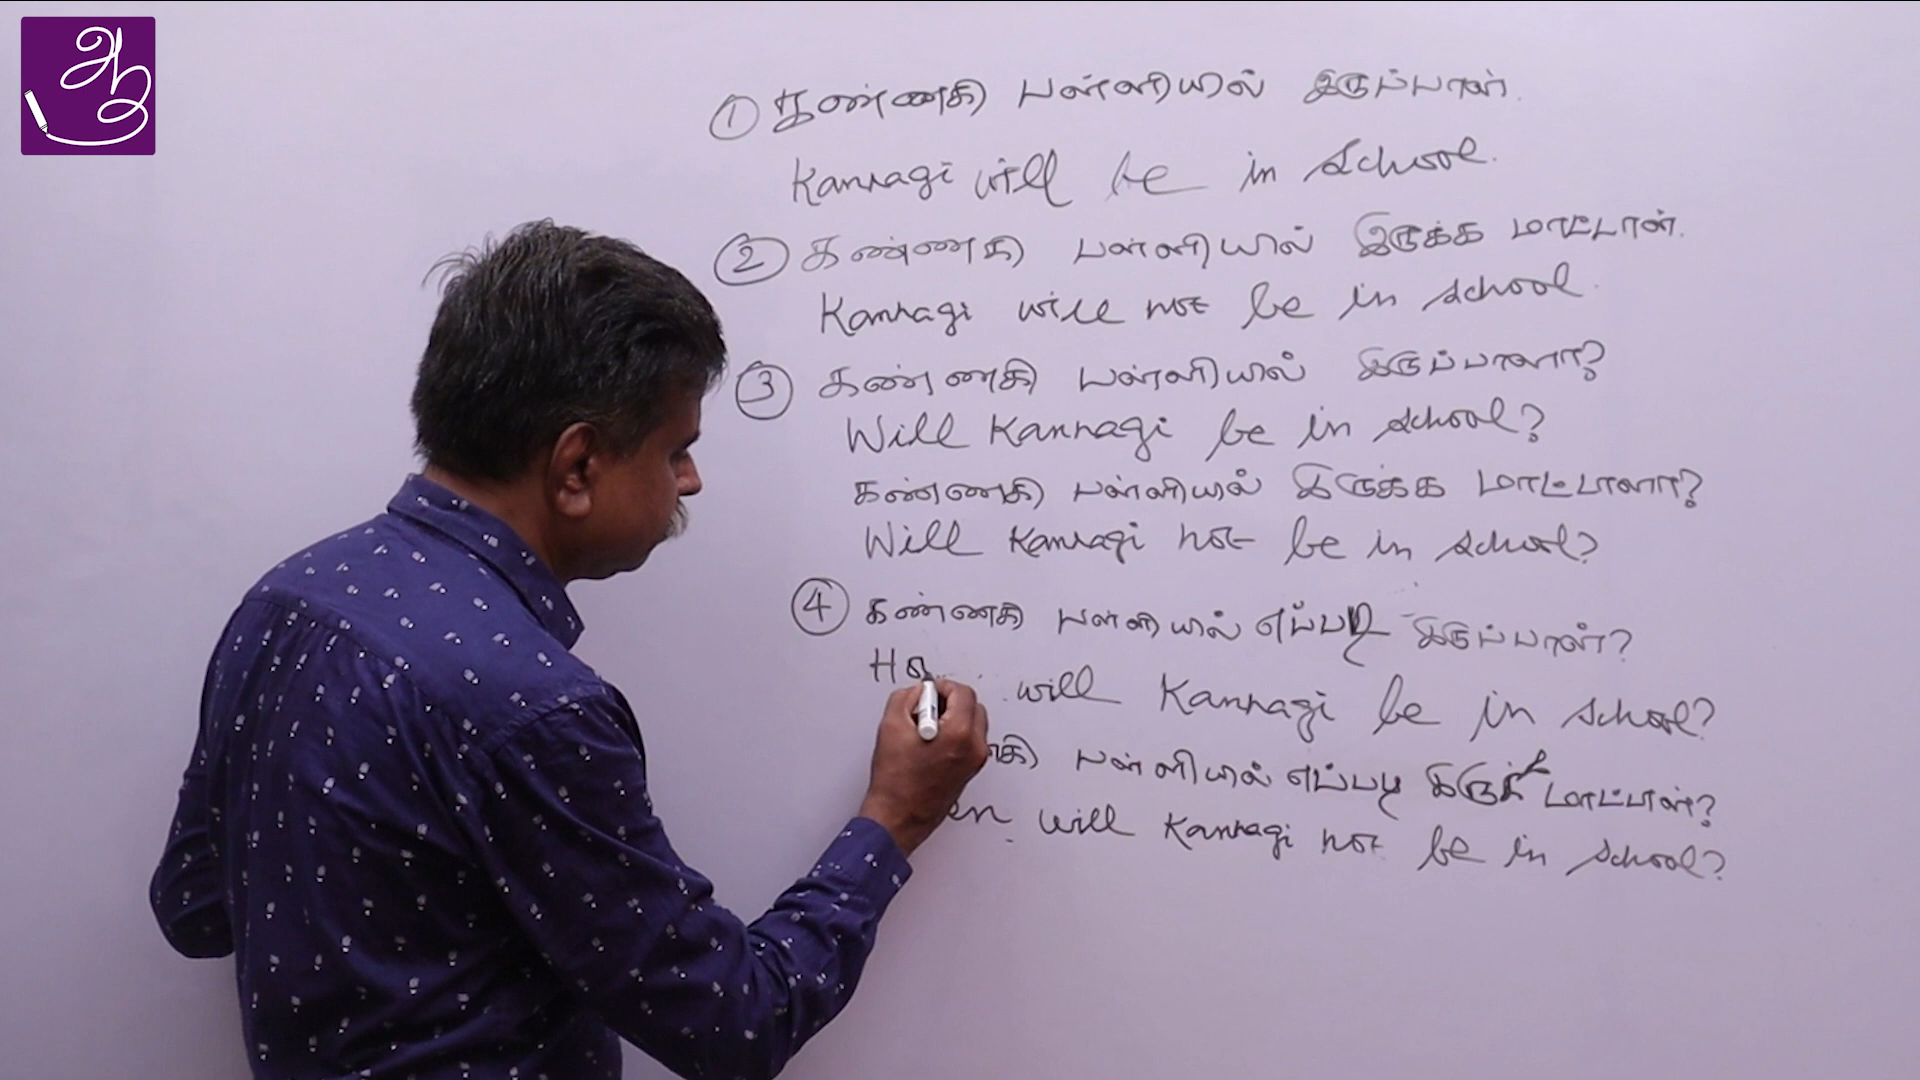 ① கண்ணகி பள்ளியில் இருப்பாள்.
Kannagi will be in school.
② கண்ணகி பள்ளியில் இருக்க மாட்டாள்.
Kannagi will not be in school.
③ கண்ணகி பள்ளியில் இருப்பாளா?
Will Kannagi be in school?
கண்ணகி பள்ளியில் இருக்க மாட்டாளா?
Will Kannagi not be in school?
④ கண்ணகி பள்ளியில் எப்படி இருப்பாள்?
Ho will Kannagi be in school?
கி பள்ளியில் எப்படி இருக்க மாட்டாள்?
en will Kannagi not be in school?